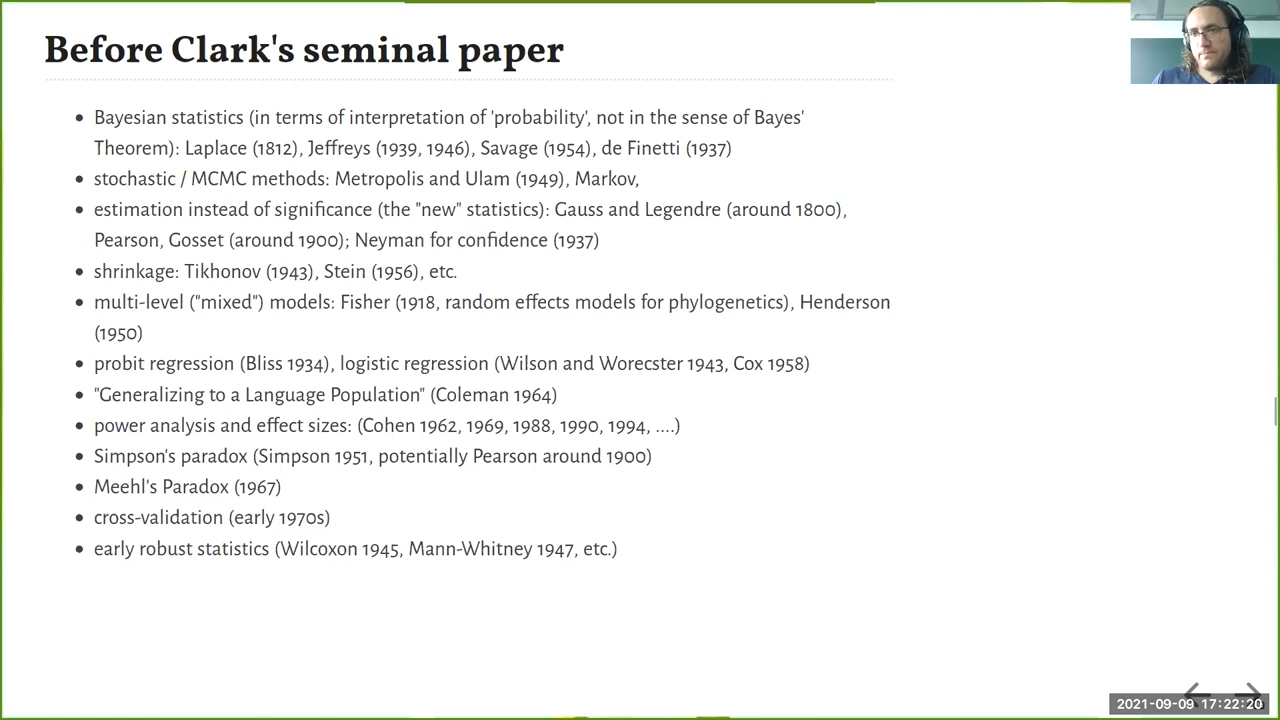 Before Clark's seminal paper
• Bayesian statistics (in terms of interpretation of 'probability', not in the sense of Bayes'
Theorem): Laplace (1812), Jeffreys (1939, 1946), Savage (1954), de Finetti (1937)
• stochastic / MCMC methods: Metropolis and Ulam (1949), Markov,
• estimation instead of significance (the "new" statistics): Gauss and Legendre (around 1800),
Pearson, Gosset (around 1900); Neyman for confidence (1937)
• shrinkage: Tikhonov (1943), Stein (1956), etc.
• multi-level ("mixed") models: Fisher (1918, random effects models for phylogenetics), Henderson
(1950)
• probit regression (Bliss 1934), logistic regression (Wilson and Worecster 1943, Cox 1958)
• "Generalizing to a Language Population" (Coleman 1964)
• power analysis and effect sizes: (Cohen 1962, 1969, 1988, 1990, 1994, ....)
• Simpson's paradox (Simpson 1951, potentially Pearson around 1900)
• Meehl's Paradox (1967)
• cross-validation (early 1970s)
• early robust statistics (Wilcoxon 1945, Mann-Whitney 1947, etc.)
2021-09-09 17:22:20